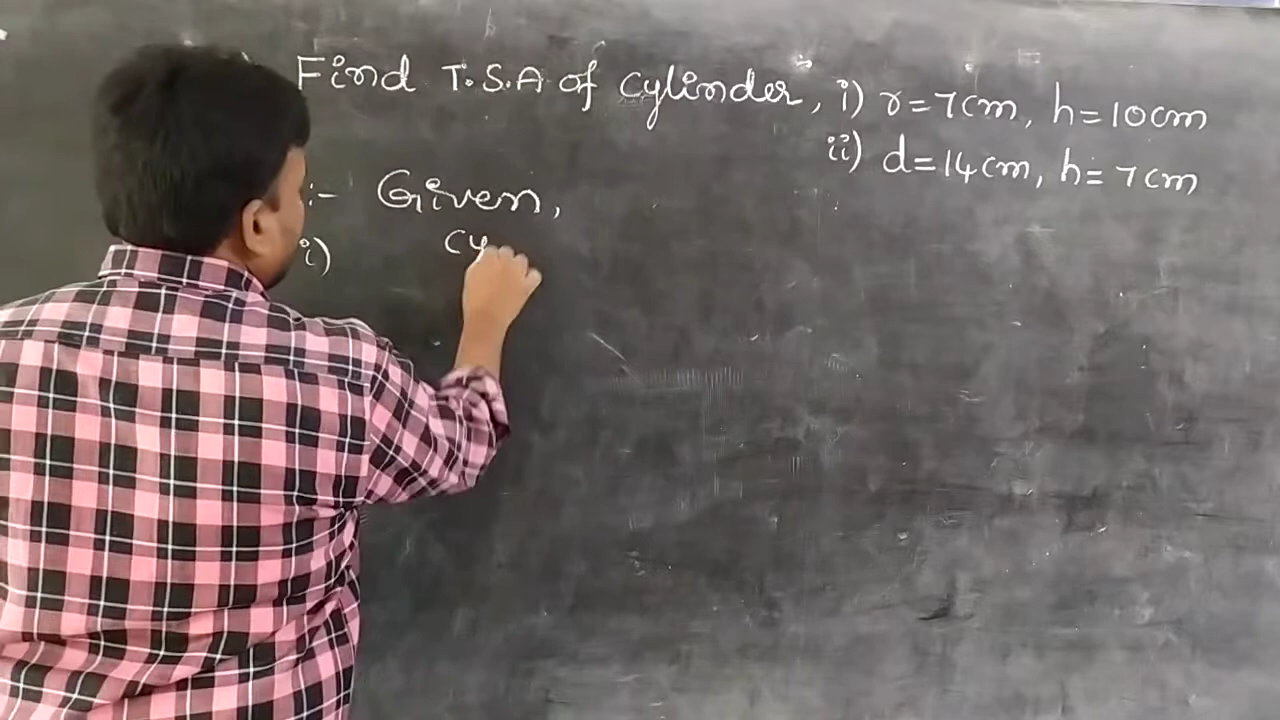 Find T.S.A of cylinder, i) r=7cm, h=10cm
ii) d=14cm, h=7cm
:- Given,
i) Cy